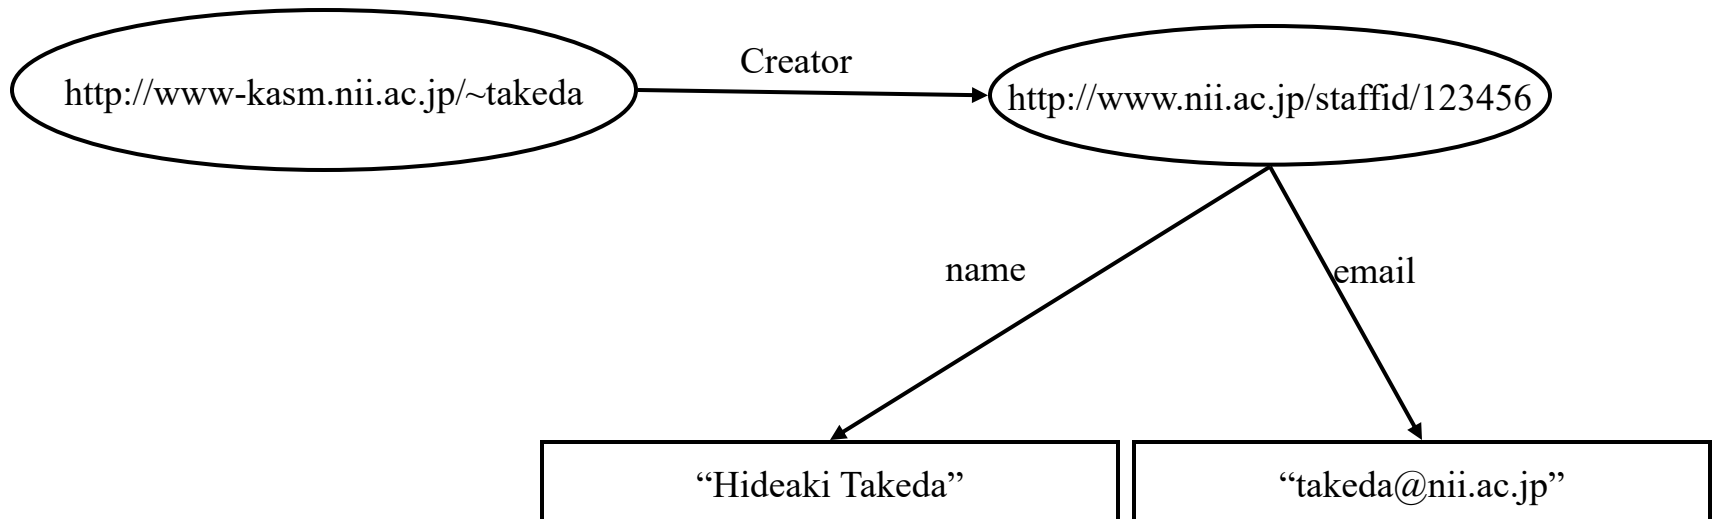 Creator
http://www-kasm.nii.ac.jp/~takeda
http://www.nii.ac.jp/staffid/123456
name
email
“Hideaki Takeda”
“takeda@nii.ac.jp”